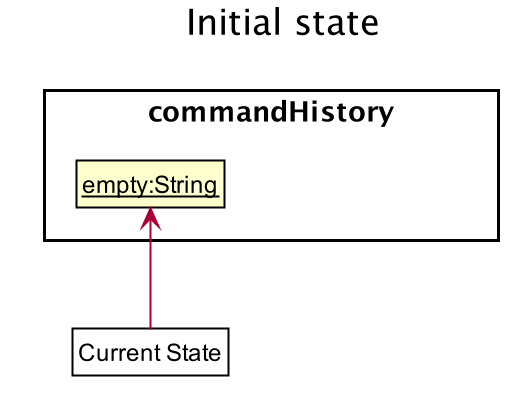 Initial state
commandHistory
empty:String
Current State